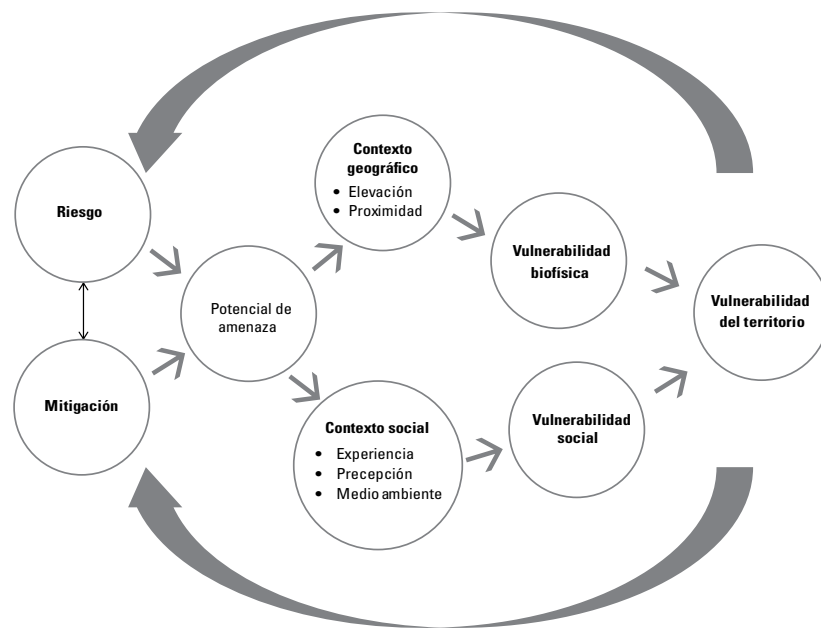 Riesgo
Mitigación
Potencial de
amenaza
Contexto
geográfico
• Elevación
• Proximidad
Contexto social
• Experiencia
• Precepción
• Medio ambiente
Vulnerabilidad
biofísica
Vulnerabilidad
social
Vulnerabilidad
del territorio